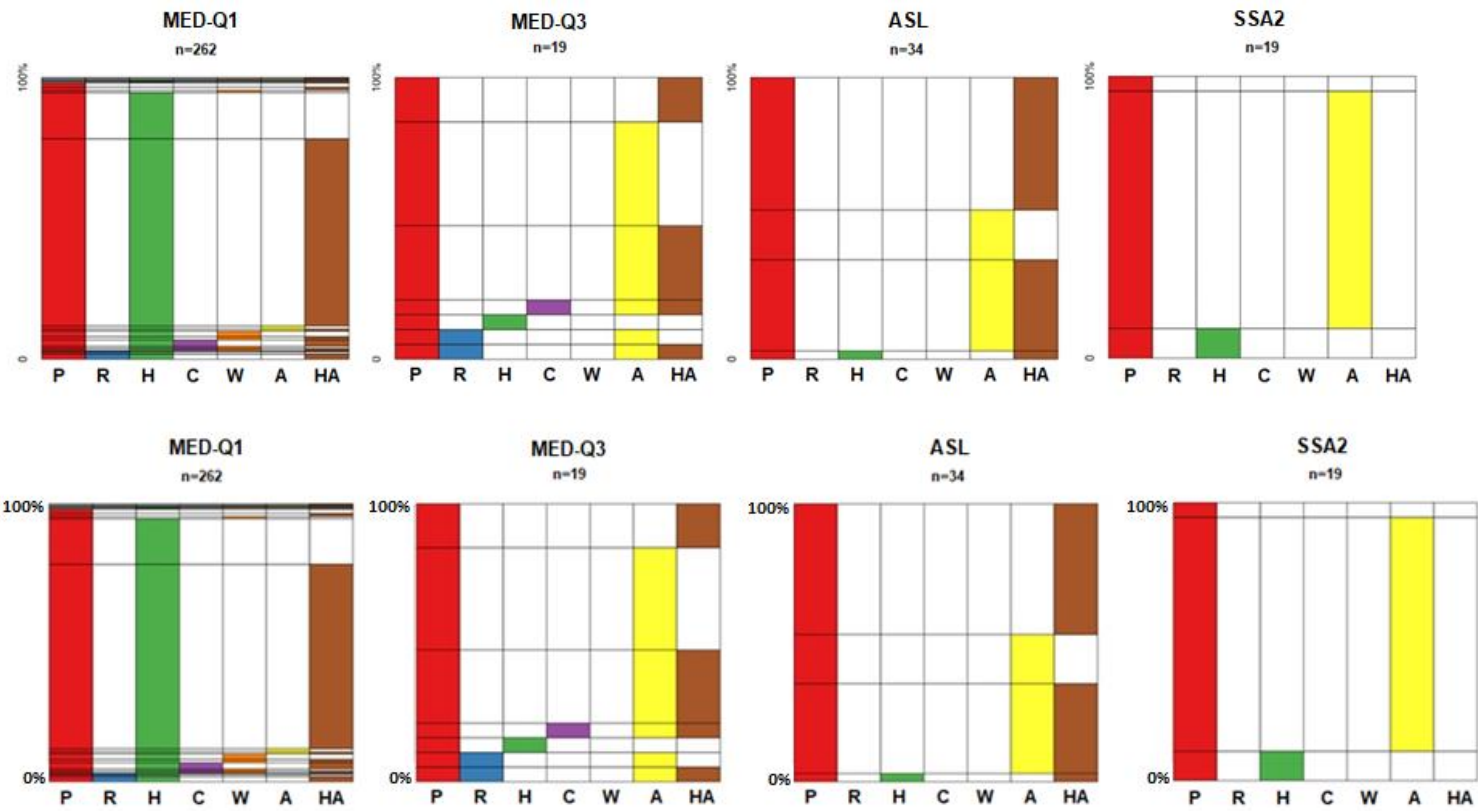 MED-Q1 MED-Q3 ASL SSA2
n=262 n=19 n=34 n=19
100% 100% 100% 100%
0 0 0 0
P R H C W A HA P R H C W A HA P R H C W A HA P R H C W A HA
MED-Q1 MED-Q3 ASL SSA2
n=262 n=19 n=34 n=19
100% 100% 100% 100%
0% 0% 0% 0%
P R H C W A HA P R H C W A HA P R H C W A HA P R H C W A HA